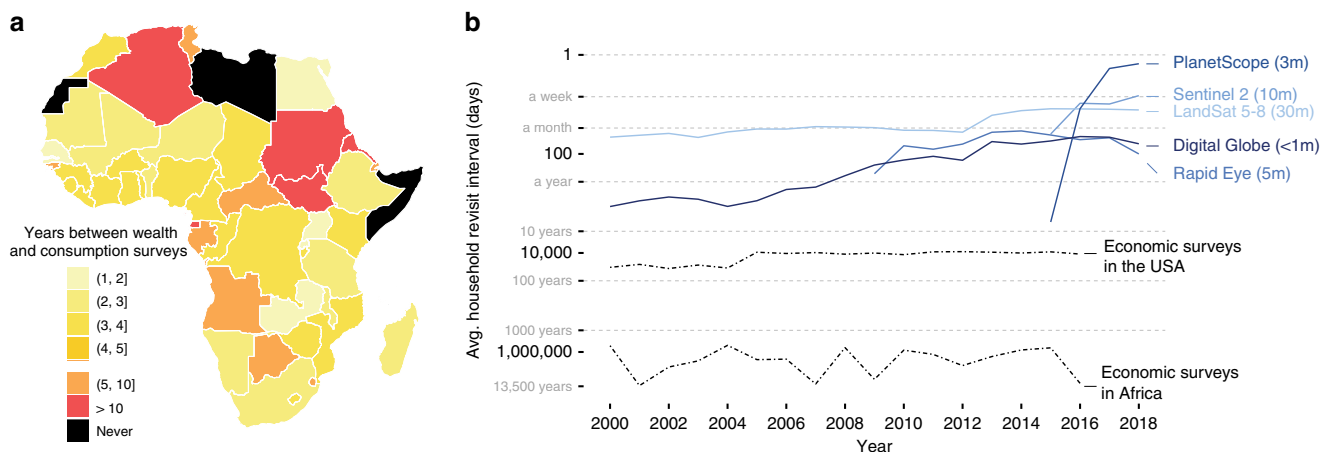 a
Years between wealth
and consumption surveys
(1, 2]
(2, 3]
(3, 4]
(4, 5]
(5, 10]
> 10
Never
b
Avg. household revisit interval (days)
1
a week
a month
100
a year
10 years
10,000
100 years
1000 years
1,000,000
13,500 years
PlanetScope (3m)
Sentinel 2 (10m)
LandSat 5-8 (30m)
Digital Globe (<1m)
Rapid Eye (5m)
Economic surveys
in the USA
Economic surveys
in Africa
2000 2002 2004 2006 2008 2010 2012 2014 2016 2018
Year